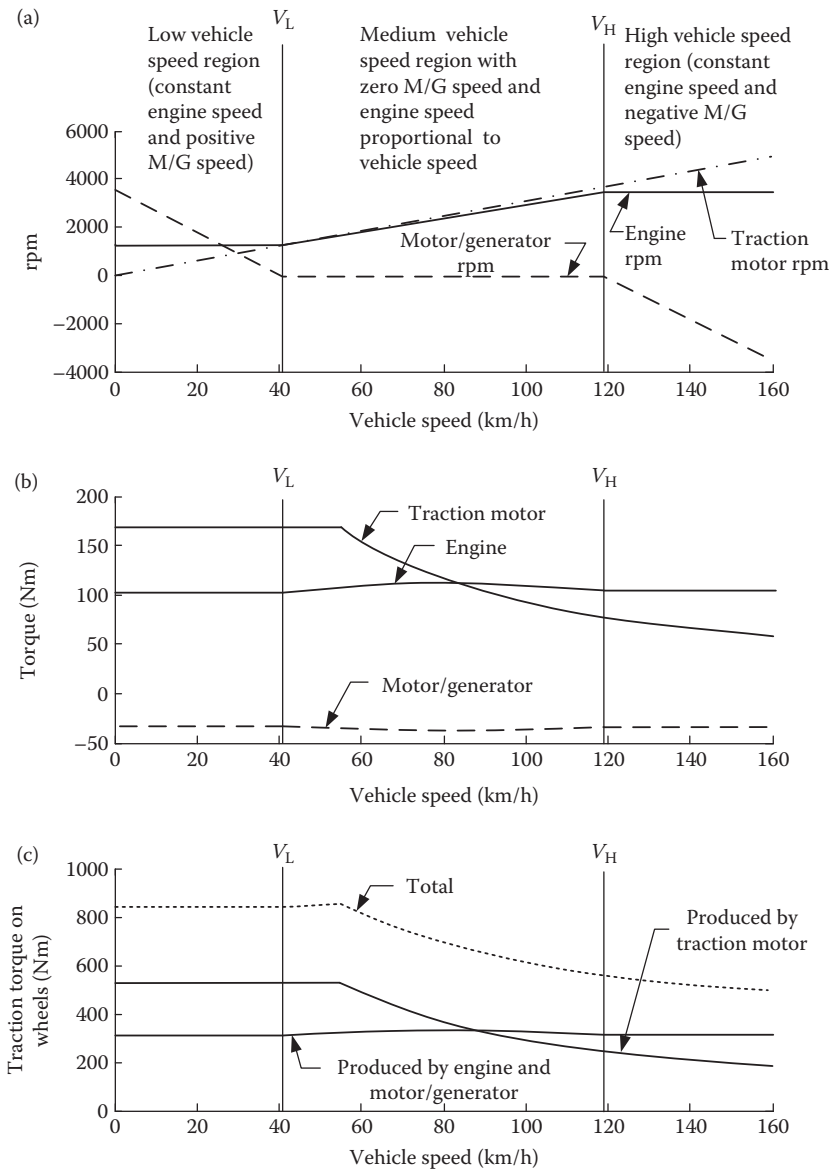 (a)
V_L
V_H
Low vehicle
speed region
(constant
engine speed
and positive
M/G speed)
Medium vehicle
speed region with
zero M/G speed and
engine speed
proportional to
vehicle speed
High vehicle speed
region (constant
engine speed and
negative M/G
speed)
6000
4000
2000
0
−2000
−4000
rpm
Motor/generator
rpm
Engine
rpm
Traction
motor rpm
0 20 40 60 80 100 120 140 160
Vehicle speed (km/h)
(b)
V_L
V_H
200
150
100
50
0
−50
Torque (Nm)
Traction motor
Engine
Motor/generator
0 20 40 60 80 100 120 140 160
Vehicle speed (km/h)
(c)
V_L
V_H
1000
800
600
400
200
0
Traction torque on
wheels (Nm)
Total
Produced by
traction motor
Produced by engine and
motor/generator
0 20 40 60 80 100 120 140 160
Vehicle speed (km/h)